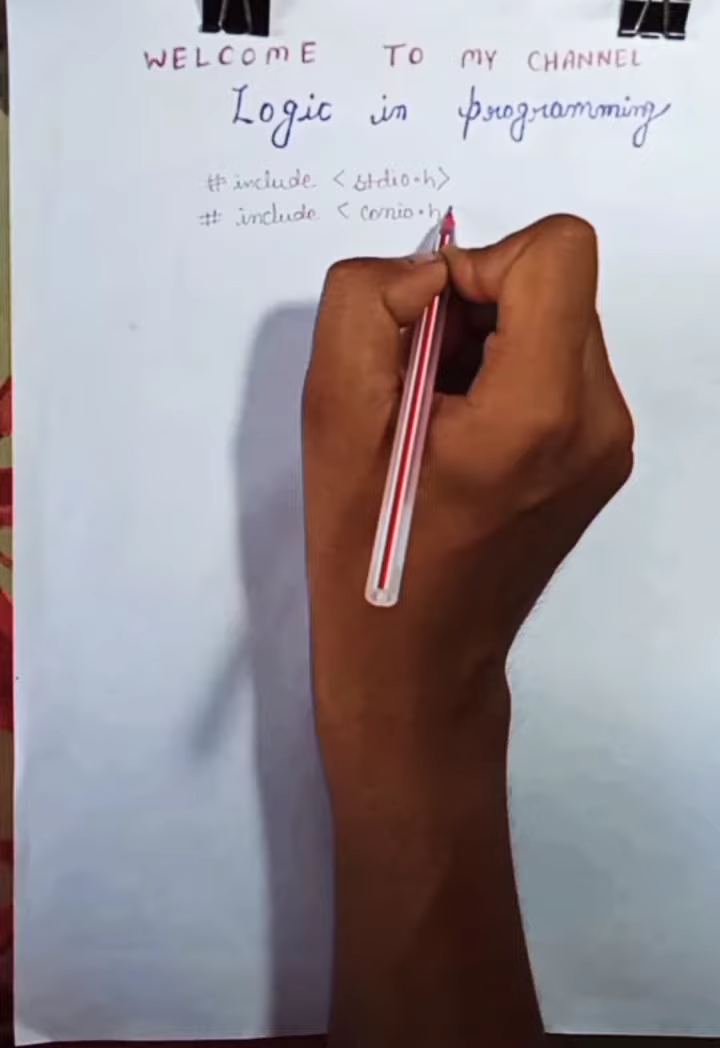 WELCOME TO MY CHANNEL
Logic in programming
# include <stdio.h>
# include < conio.h